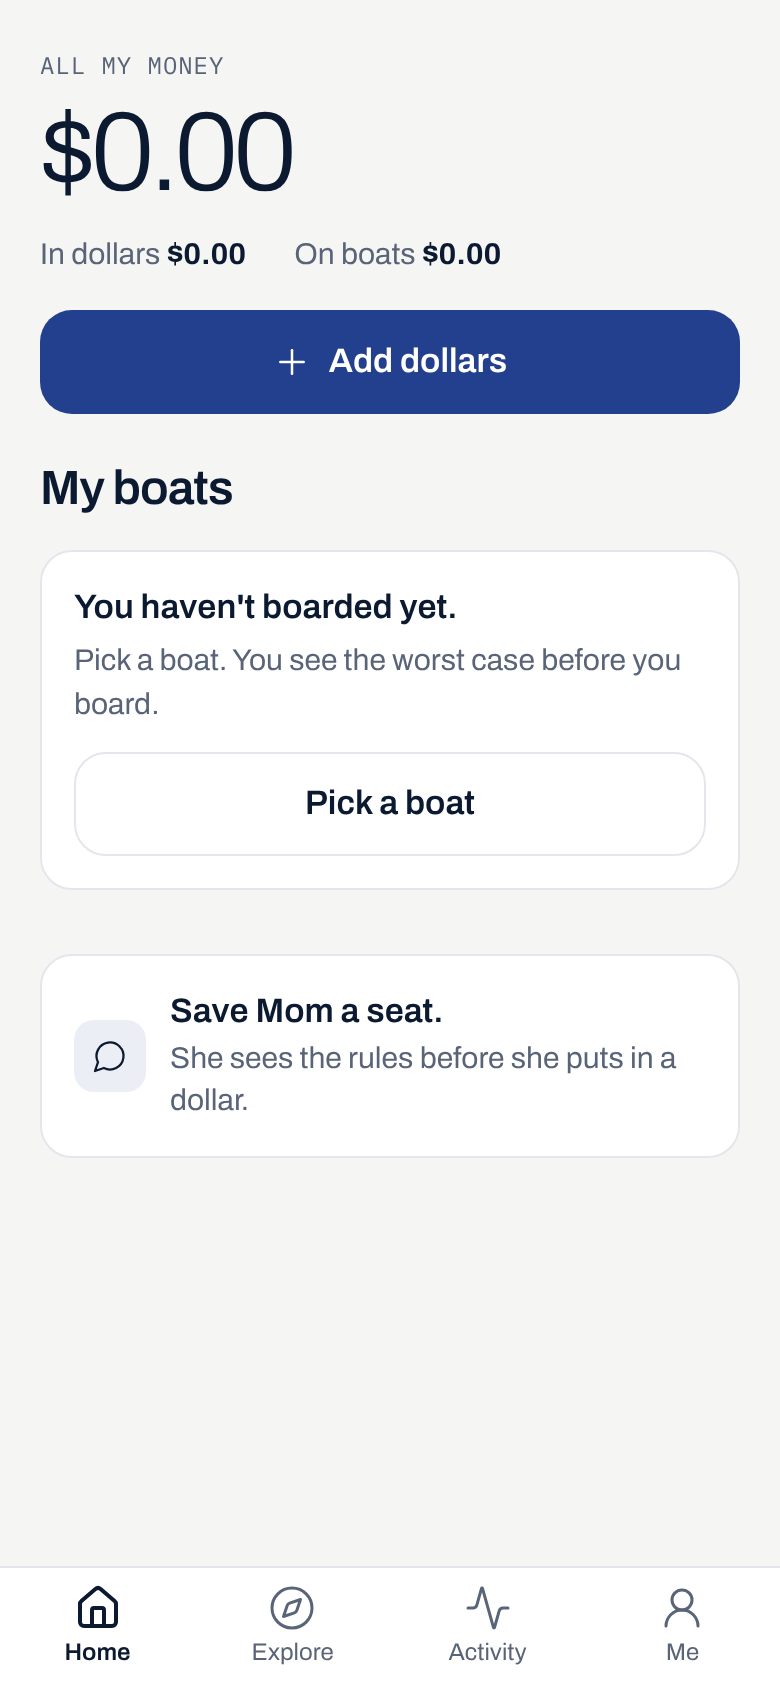 ALL MY MONEY
$0.00
In dollars $0.00 On boats $0.00
+ Add dollars
My boats
You haven't boarded yet.
Pick a boat. You see the worst case before you
board.
Pick a boat
Save Mom a seat.
She sees the rules before she puts in a
dollar.
Home Explore Activity Me